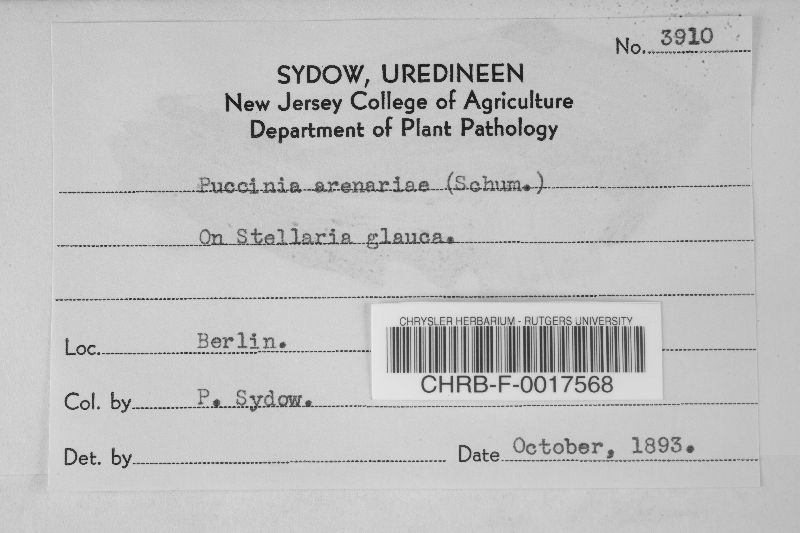 No. 3910
SYDOW, UREDINEEN
New Jersey College of Agriculture
Department of Plant Pathology
Puccinia arenariae (Schum.)
On Stellaria glauca.
CHRYSLER HERBARIUM - RUTGERS UNIVERSITY
Loc. Berlin.
CHRB-F-0017568
Col. by P. Sydow.
Det. by
Date October, 1893.